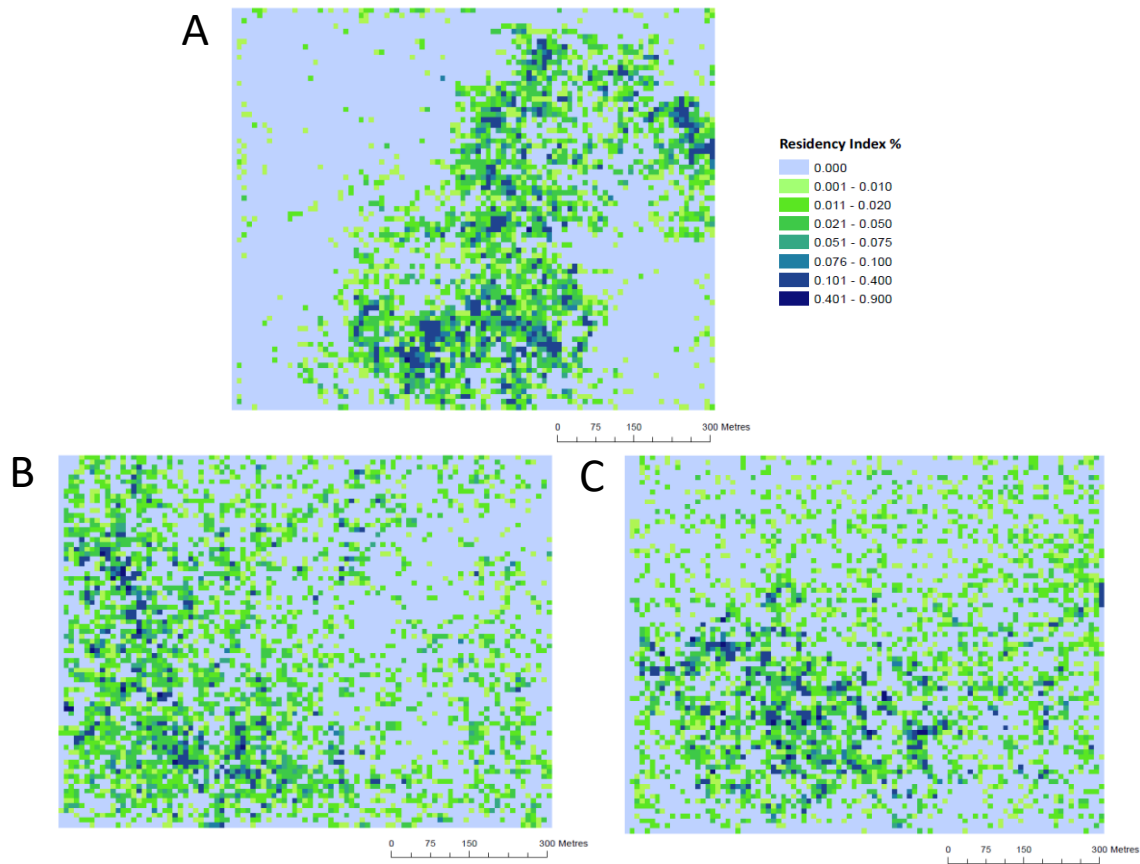 A
Residency Index %
0.000
0.001 - 0.010
0.011 - 0.020
0.021 - 0.050
0.051 - 0.075
0.076 - 0.100
0.101 - 0.400
0.401 - 0.900
0 75 150 300 Metres
B
C
0 75 150 300 Metres
0 75 150 300 Metres